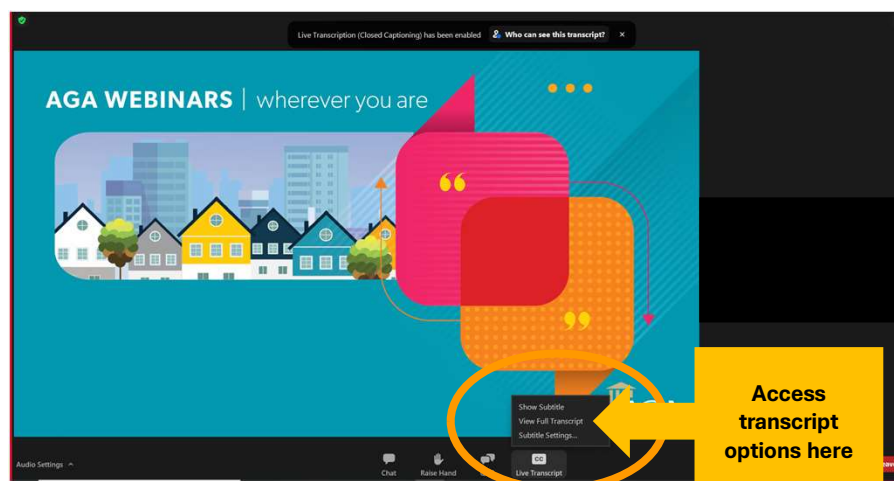 Live Transcription (Closed Captioning) has been enabled Who can see this transcript? ×
AGA WEBINARS | wherever you are
“
”
Show Subtitle
View Full Transcript
Subtitle Settings...
Access
transcript
options here
Audio Settings
Chat
Raise Hand
CC
Live Transcript